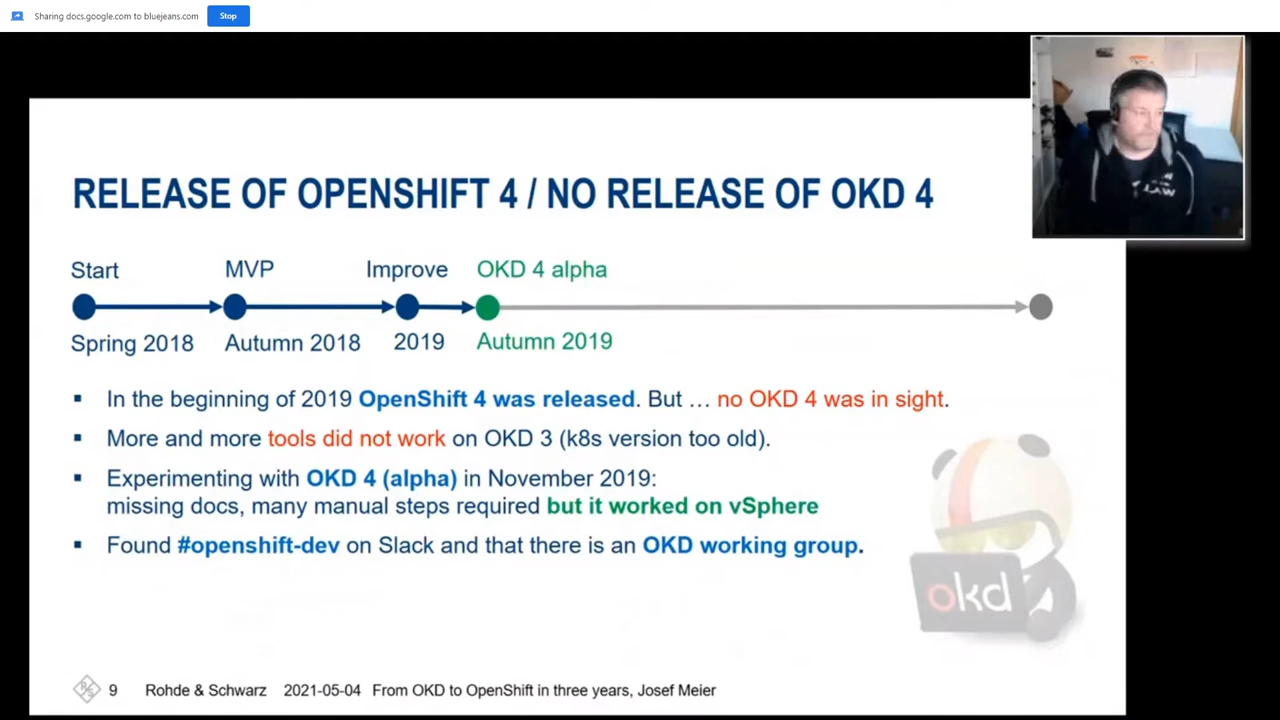 Sharing docs.google.com to bluejeans.com
Stop
RELEASE OF OPENSHIFT 4 / NO RELEASE OF OKD 4
Start
MVP
Improve
OKD 4 alpha
Spring 2018
Autumn 2018
2019
Autumn 2019
In the beginning of 2019 OpenShift 4 was released. But … no OKD 4 was in sight.
More and more tools did not work on OKD 3 (k8s version too old).
Experimenting with OKD 4 (alpha) in November 2019:
missing docs, many manual steps required but it worked on vSphere
Found #openshift-dev on Slack and that there is an OKD working group.
okd
9 Rohde & Schwarz 2021-05-04 From OKD to OpenShift in three years, Josef Meier
LAW